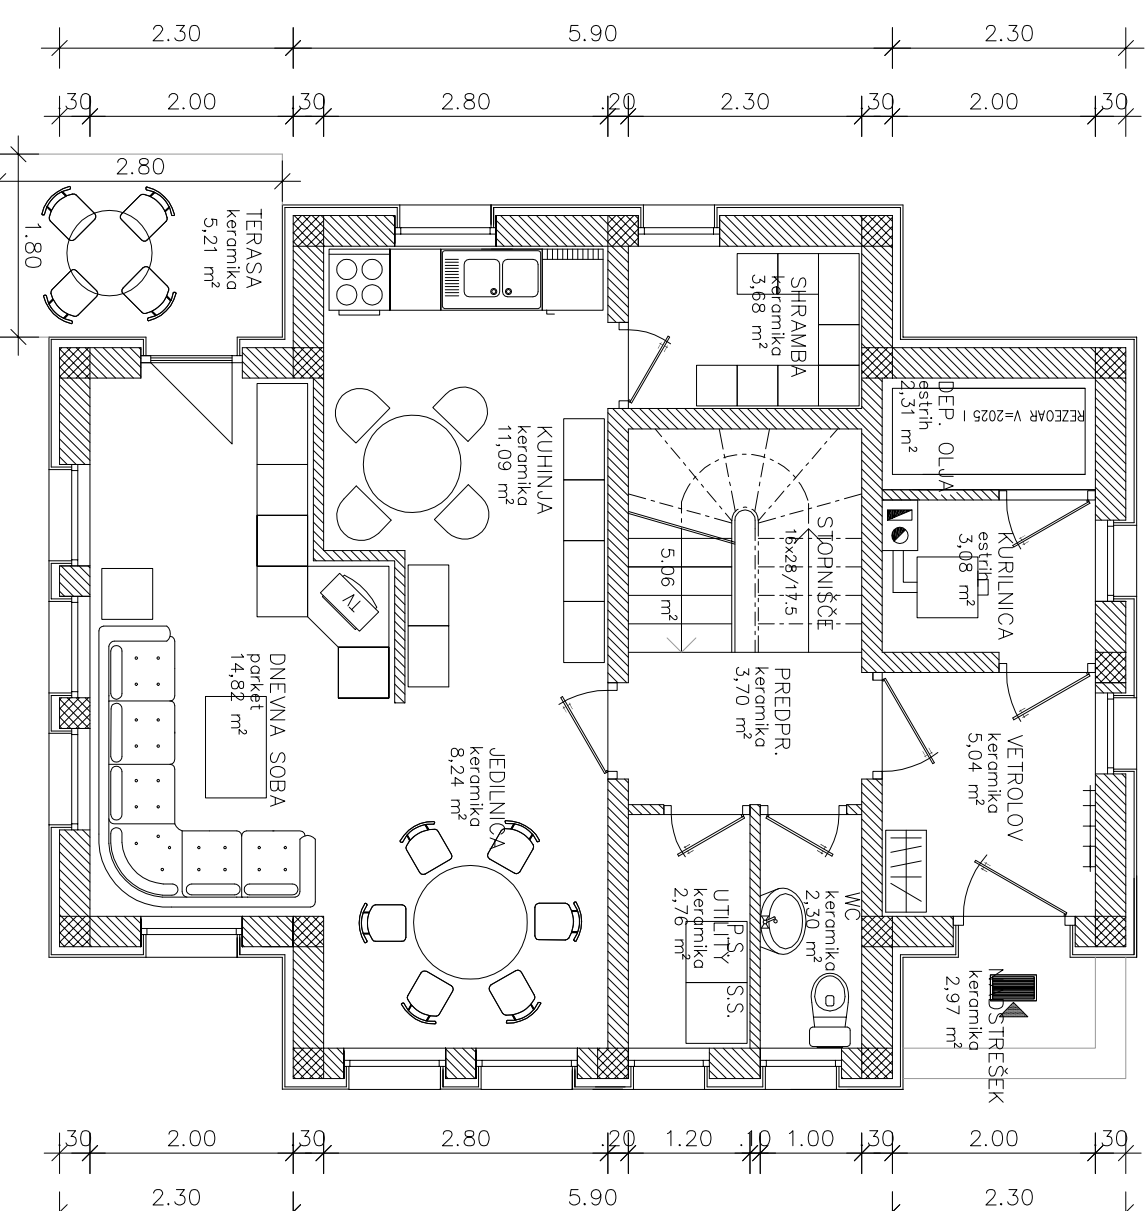 2.30
5.90
2.30
.30
2.00
.30
2.80
.20
2.30
.30
2.00
.30
2.80
1.80
TERASA
keramika
5,21 m²
SHRAMBA
keramika
3,68 m²
DEP. OLJA
estrih
2,31 m²
REZEOAR V=2025 l
KUHINJA
keramika
11,09 m²
STOPNIŠČE
16x28/17.5
5.06 m²
KURILNICA
estrih
3,08 m²
TV
DNEVNA SOBA
parket
14,82 m²
PREDPR.
keramika
3,70 m²
VETROLOV
keramika
5,04 m²
JEDILNICA
keramika
8,24 m²
UTILITY
keramika
2,76 m²
P.S.
S.S.
WC
keramika
2,30 m²
NADSTREŠEK
keramika
2,97 m²
.30
2.00
.30
2.80
.20
1.20
.10
1.00
.30
2.00
.30
2.30
5.90
2.30